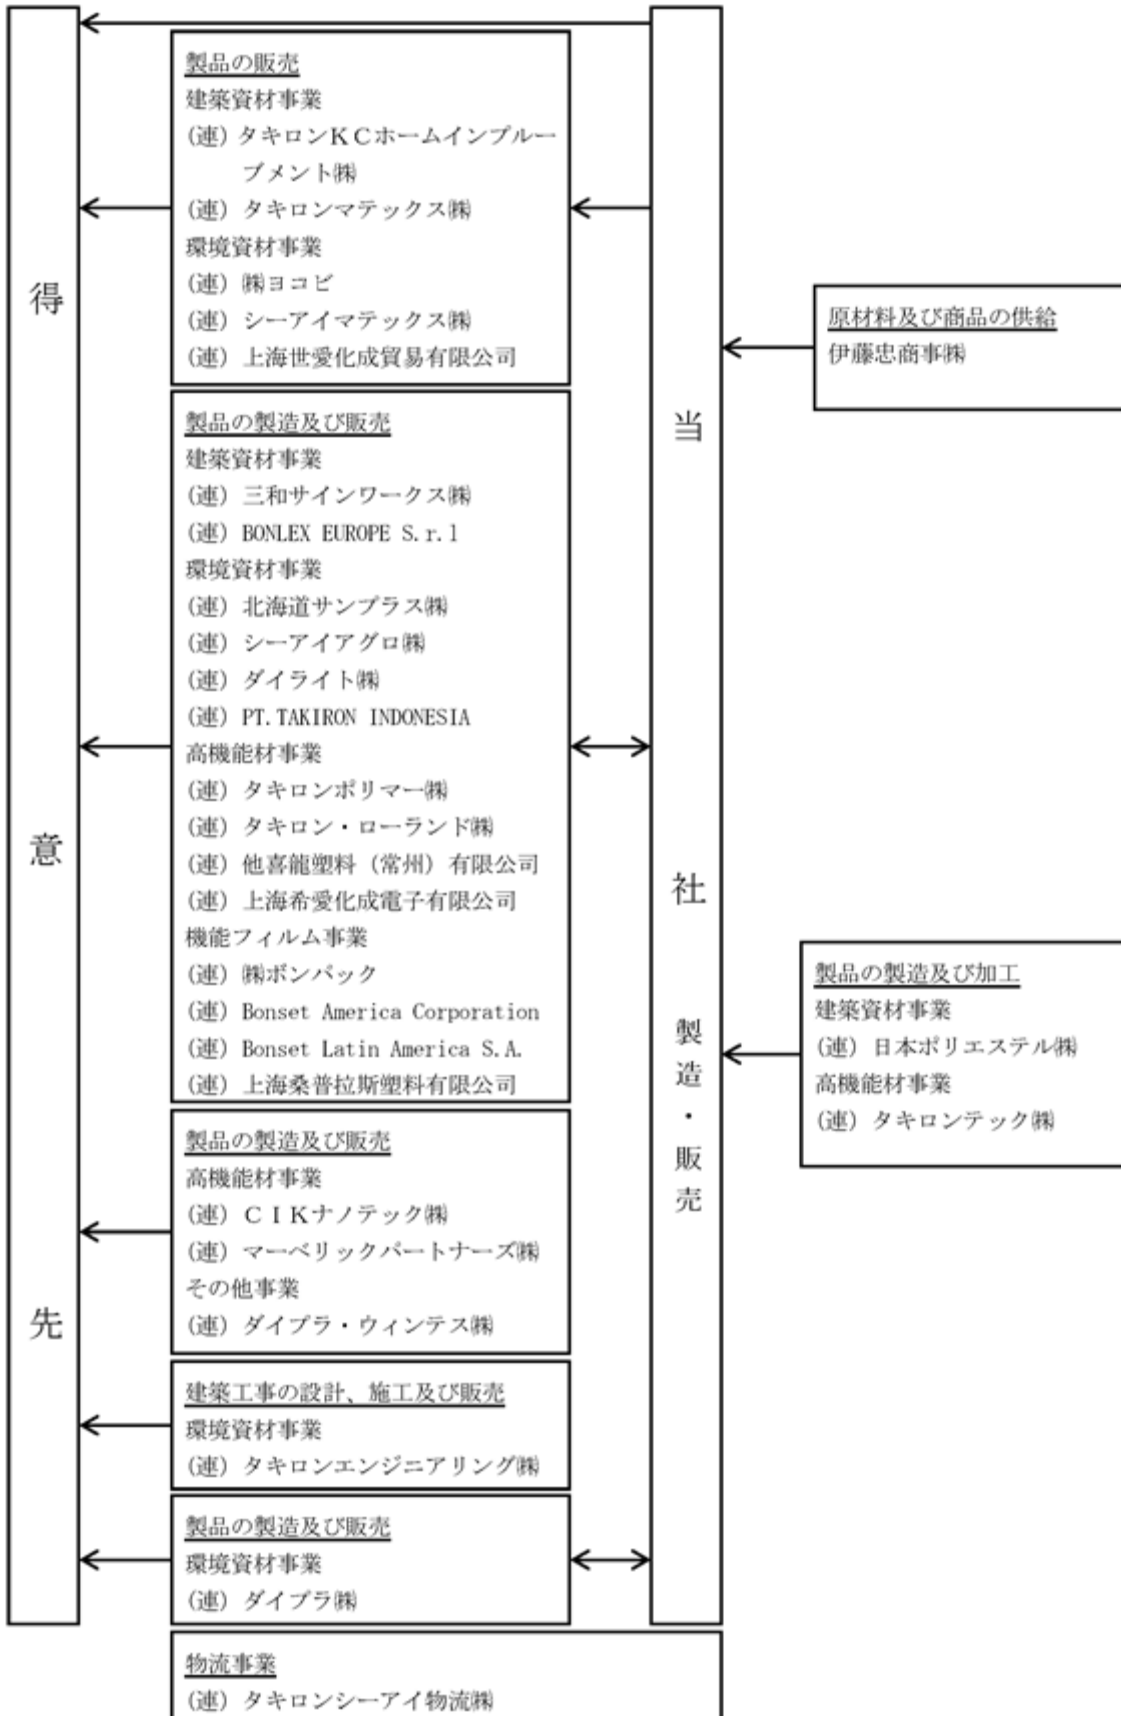 得意先
製品の販売
建築資材事業
(連) タキロンKCホームインプルー
ブメント㈱
(連) タキロンマテックス㈱
環境資材事業
(連) ㈱ヨコビ
(連) シーアイマテックス㈱
(連) 上海世愛化成貿易有限公司
製品の製造及び販売
建築資材事業
(連) 三和サインワークス㈱
(連) BONLEX EUROPE S.r.l
環境資材事業
(連) 北海道サンプラス㈱
(連) シーアイアグロ㈱
(連) ダイライト㈱
(連) PT.TAKIRON INDONESIA
高機能材事業
(連) タキロンポリマー㈱
(連) タキロン・ローランド㈱
(連) 他喜龍塑料(常州)有限公司
(連) 上海希愛化成電子有限公司
機能フィルム事業
(連) ㈱ボンパック
(連) Bonset America Corporation
(連) Bonset Latin America S.A.
(連) 上海桑普拉斯塑料有限公司
製品の製造及び販売
高機能材事業
(連) CIKナノテック㈱
(連) マーベリックパートナーズ㈱
その他事業
(連) ダイプラ・ウィンテス㈱
建築工事の設計、施工及び販売
環境資材事業
(連) タキロンエンジニアリング㈱
製品の製造及び販売
環境資材事業
(連) ダイプラ㈱
物流事業
(連) タキロンシーアイ物流㈱
当社
製造・販売
原材料及び商品の供給
伊藤忠商事㈱
製品の製造及び加工
建築資材事業
(連) 日本ポリエステル㈱
高機能材事業
(連) タキロンテック㈱